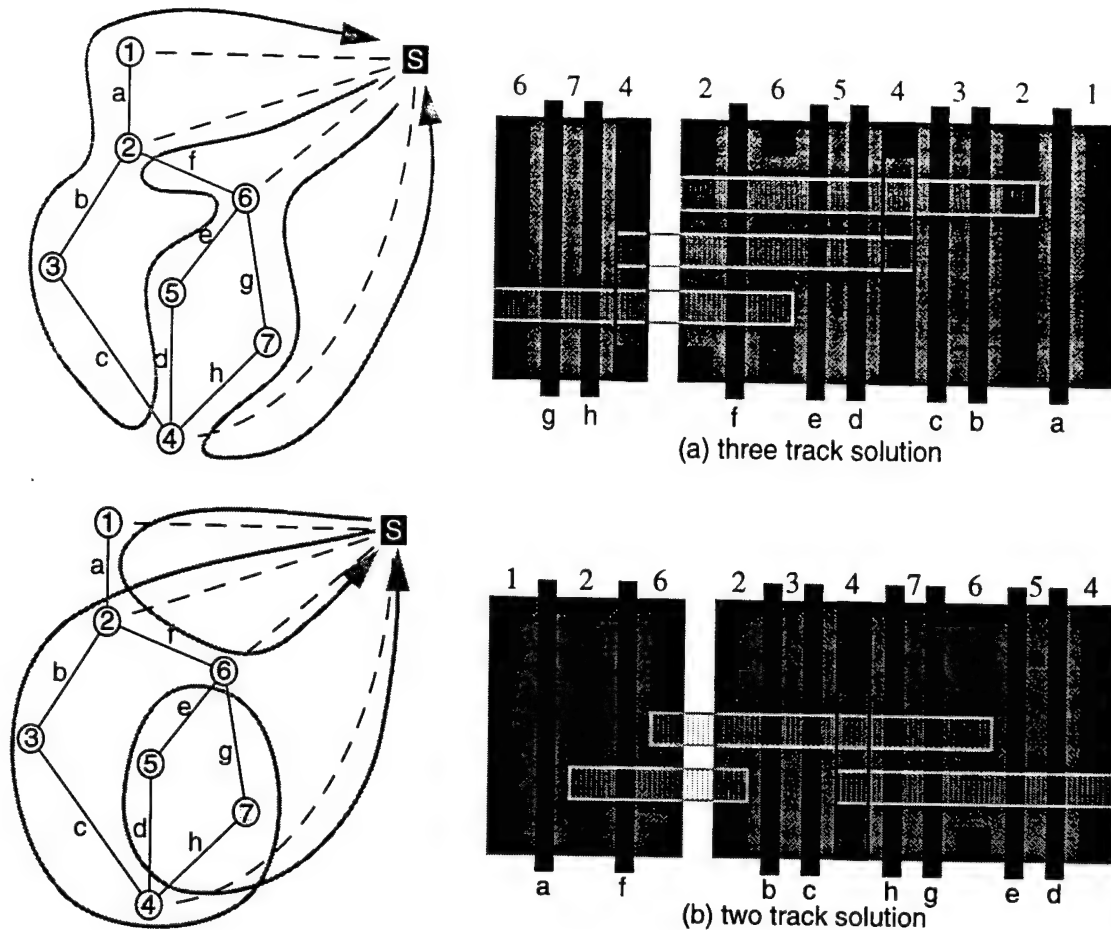 1
S
a
2
f
b
6
e
3
5
g
c
d
7
h
4
6 7 4 2 6 5 4 3 2 1
g h f e d c b a
(a) three track solution
1
S
a
2
f
b
6
e
3
5
g
7
c
d
h
4
1 2 6 2 3 4 7 6 5 4
a f b c h g e d
(b) two track solution